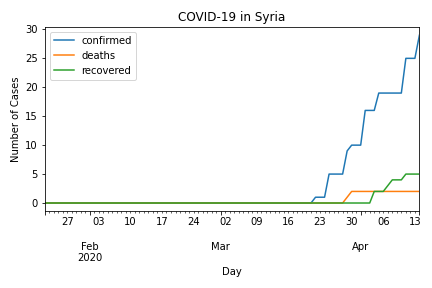 COVID-19 in Syria
confirmed
deaths
recovered
Number of Cases
30
25
20
15
10
5
0
27 03 10 17 24 02 09 16 23 30 06 13
Feb Mar Apr
2020
Day